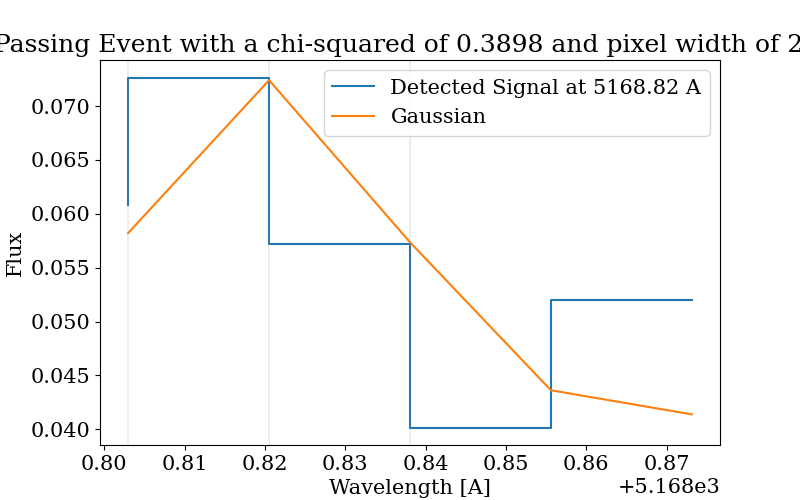 Passing Event with a chi-squared of 0.3898 and pixel width of 2
Detected Signal at 5168.82 A
Gaussian
Flux
0.070
0.065
0.060
0.055
0.050
0.045
0.040
0.80 0.81 0.82 0.83 0.84 0.85 0.86 0.87
Wavelength [A]
+5.168e3